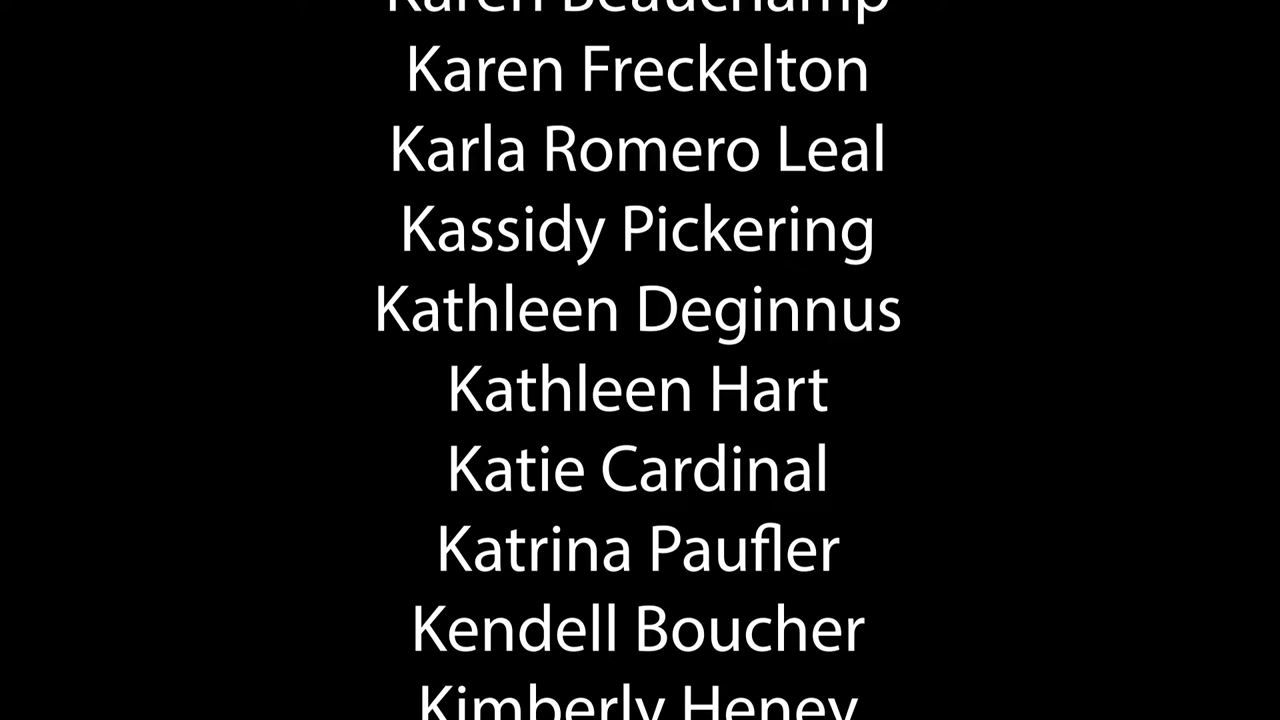 Karen Beauchamp
Karen Freckelton
Karla Romero Leal
Kassidy Pickering
Kathleen Deginnus
Kathleen Hart
Katie Cardinal
Katrina Paufler
Kendell Boucher
Kimberly Heney